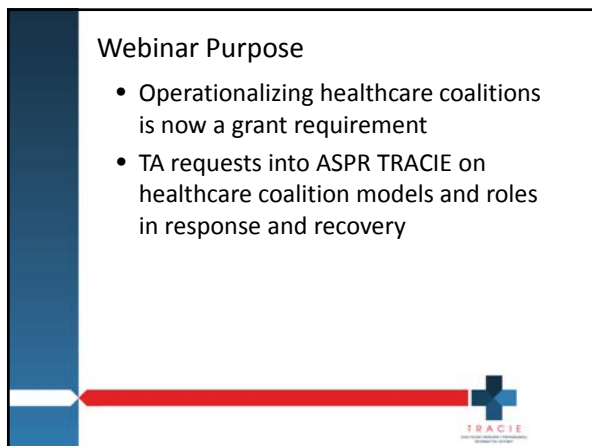 Webinar Purpose
• Operationalizing healthcare coalitions
is now a grant requirement
• TA requests into ASPR TRACIE on
healthcare coalition models and roles
in response and recovery
TRACIE